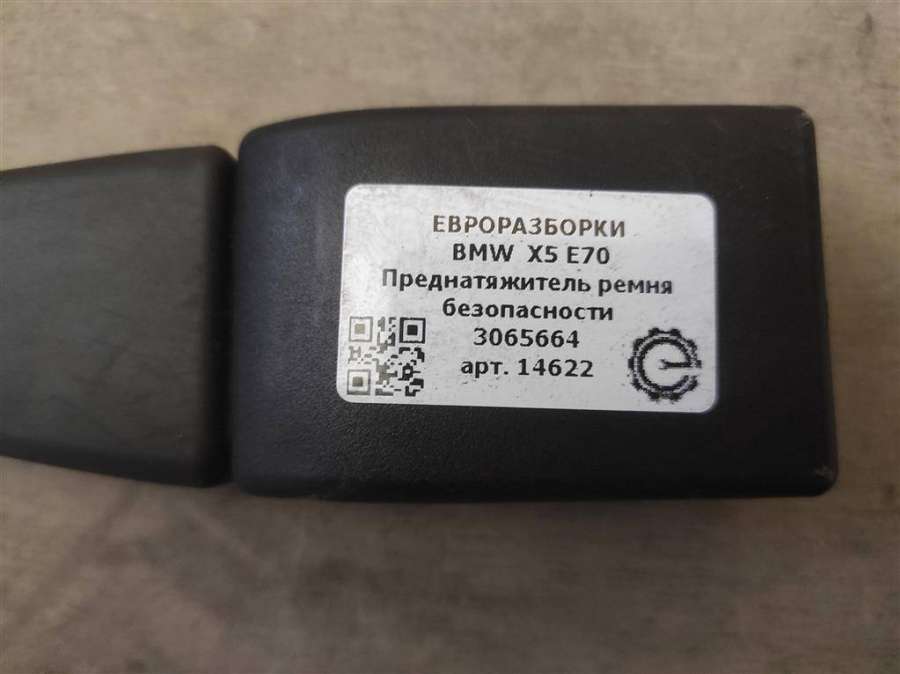 ЕВРОРАЗБОРКИ
BMW X5 E70
Преднатяжитель ремня
безопасности
3065664
арт. 14622